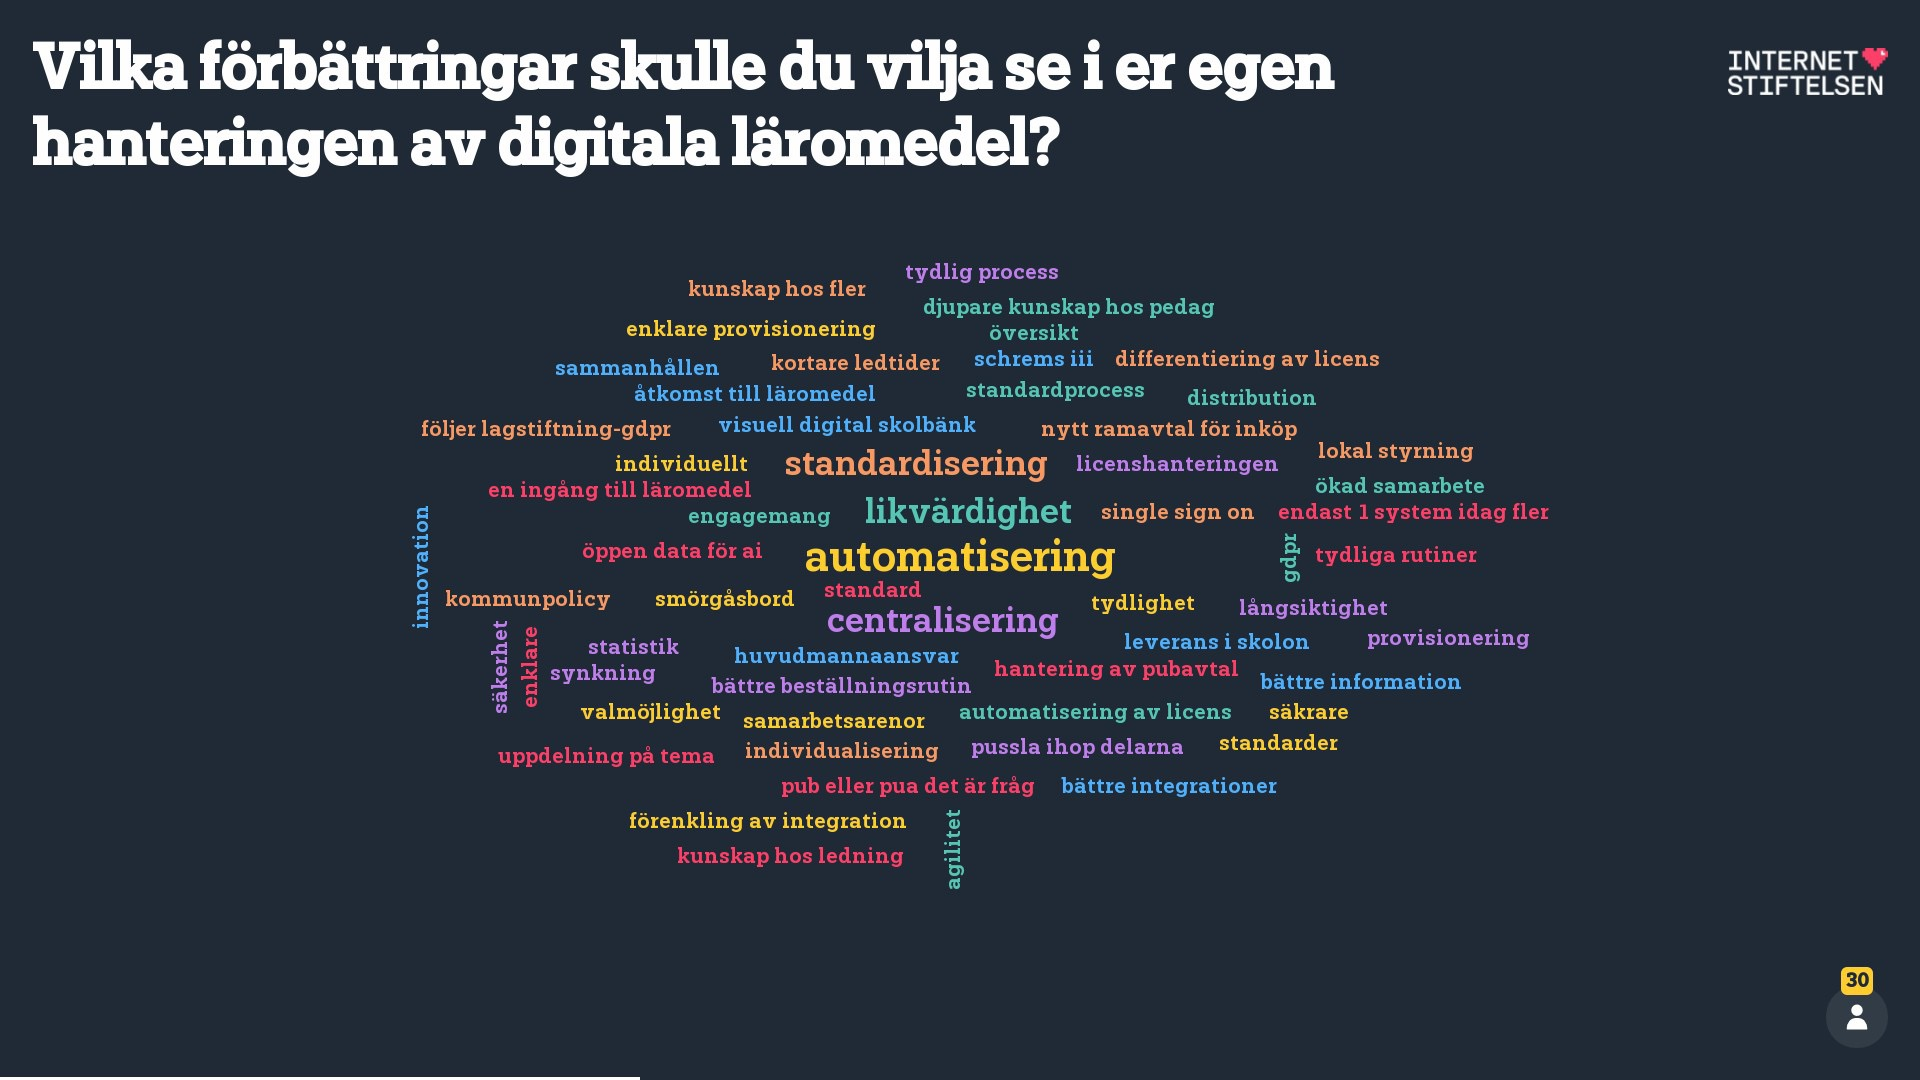 Vilka förbättringar skulle du vilja se i er egen
hanteringen av digitala läromedel?
INTERNET
STIFTELSEN
tydlig process
kunskap hos fler
djupare kunskap hos pedag
enklare provisionering
översikt
sammanhållen
kortare ledtider
schrems iii
differentiering av licens
åtkomst till läromedel
standardprocess
distribution
följer lagstiftning-gdpr
visuell digital skolbänk
nytt ramavtal för inköp
lokal styrning
individuellt
standardisering
licenshanteringen
en ingång till läromedel
ökad samarbete
engagemang
likvärdighet
single sign on
endast 1 system idag fler
innovation
öppen data för ai
automatisering
gdpr
tydliga rutiner
kommunpolicy
smörgåsbord
standard
tydlighet
långsiktighet
centralisering
säkerhet
enklare
statistik
leverans i skolon
provisionering
synkning
huvudmannaansvar
hantering av pubavtal
bättre beställningsrutin
bättre information
valmöjlighet
samarbetsarenor
automatisering av licens
säkrare
uppdelning på tema
individualisering
pussla ihop delarna
standarder
pub eller pua det är fråg
bättre integrationer
förenkling av integration
agilitet
kunskap hos ledning
30